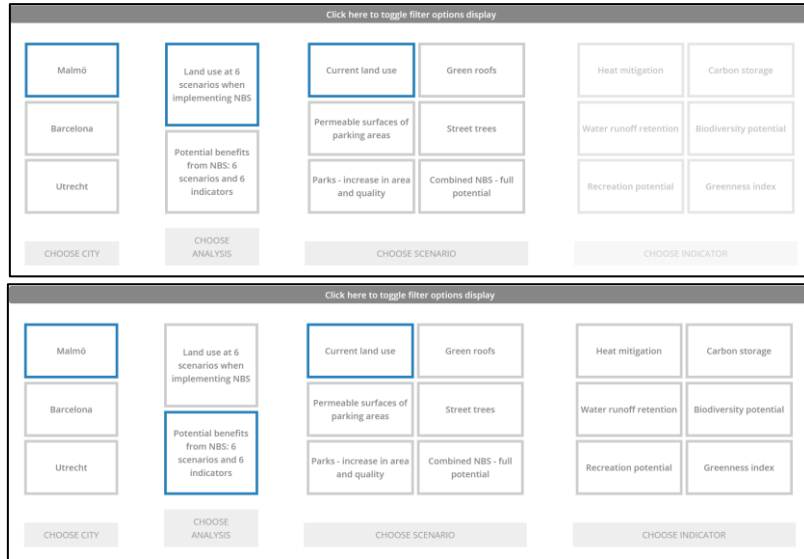 Click here to toggle filter options display
Malmö
Barcelona
Utrecht
CHOOSE CITY
Land use at 6
scenarios when
implementing NBS
Potential benefits
from NBS: 6
scenarios and 6
indicators
CHOOSE
ANALYSIS
Current land use
Green roofs
Permeable surfaces of
parking areas
Street trees
Parks - increase in area
and quality
Combined NBS - full
potential
CHOOSE SCENARIO
Heat mitigation
Carbon storage
Water runoff retention
Biodiversity potential
Recreation potential
Greenness index
CHOOSE INDICATOR
Click here to toggle filter options display
Malmö
Barcelona
Utrecht
CHOOSE CITY
Land use at 6
scenarios when
implementing NBS
Potential benefits
from NBS: 6
scenarios and 6
indicators
CHOOSE
ANALYSIS
Current land use
Green roofs
Permeable surfaces of
parking areas
Street trees
Parks - increase in area
and quality
Combined NBS - full
potential
CHOOSE SCENARIO
Heat mitigation
Carbon storage
Water runoff retention
Biodiversity potential
Recreation potential
Greenness index
CHOOSE INDICATOR